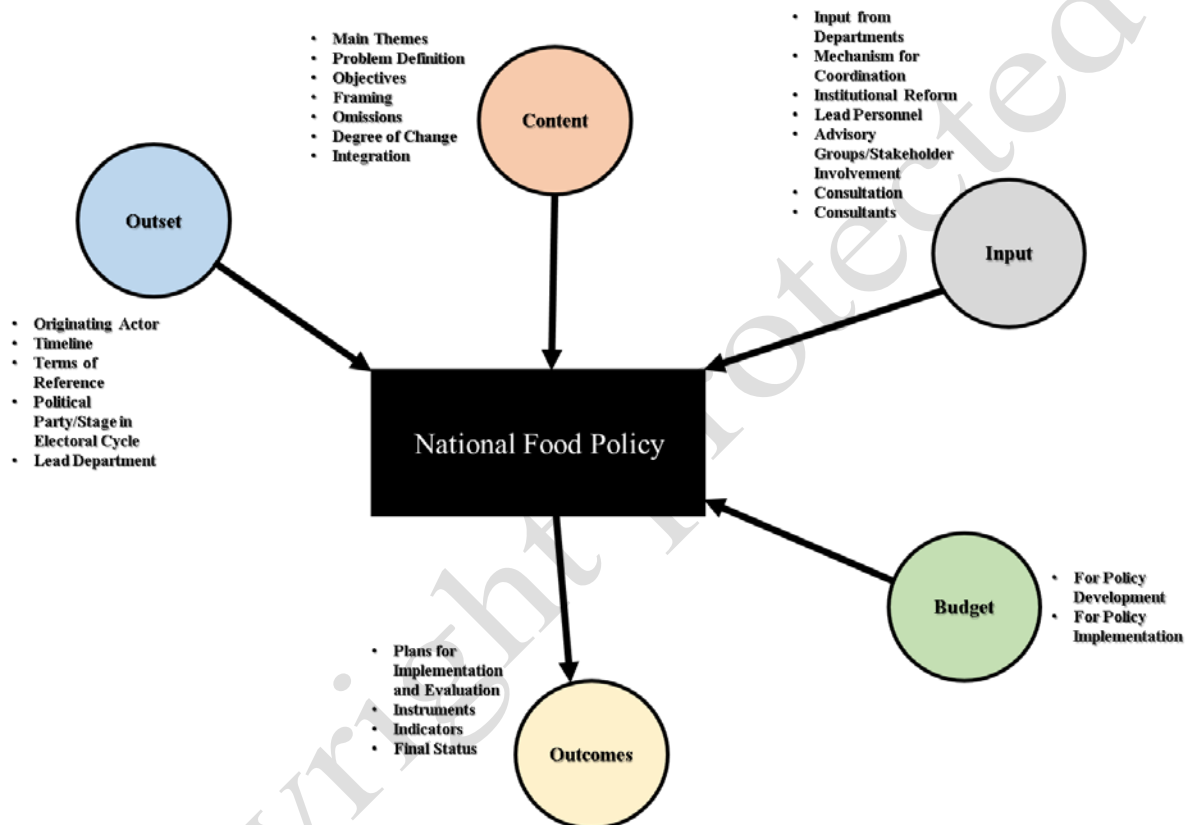 • Main Themes
• Problem Definition
• Objectives
• Framing
• Omissions
• Degree of Change
• Integration
Content
• Input from
Departments
• Mechanism for
Coordination
• Institutional Reform
• Lead Personnel
• Advisory
Groups/Stakeholder
Involvement
• Consultation
• Consultants
Input
Outset
• Originating Actor
• Timeline
• Terms of
Reference
• Political
Party/Stage in
Electoral Cycle
• Lead Department
National Food Policy
Budget
• For Policy
Development
• For Policy
Implementation
• Plans for
Implementation
and Evaluation
• Instruments
• Indicators
• Final Status
Outcomes